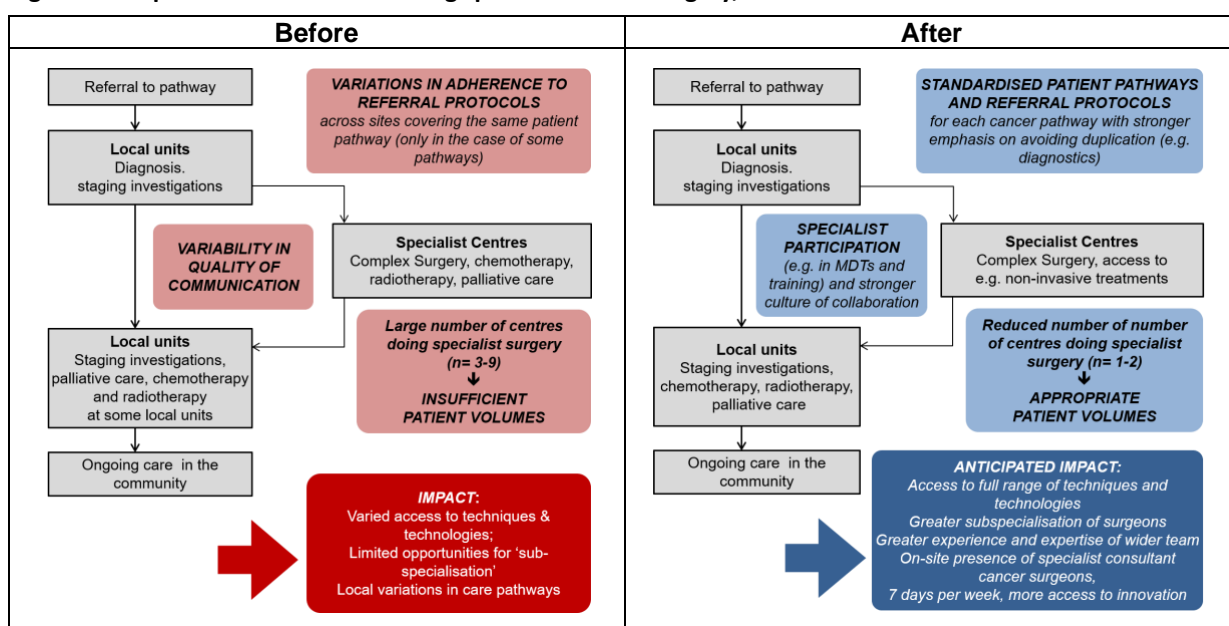 Before
After
Referral to pathway
VARIATIONS IN ADHERENCE TO
REFERRAL PROTOCOLS
across sites covering the same patient
pathway (only in the case of some
pathways)
Local units
Diagnosis.
staging investigations
VARIABILITY IN
QUALITY OF
COMMUNICATION
Specialist Centres
Complex Surgery, chemotherapy,
radiotherapy, palliative care
Local units
Staging investigations,
palliative care, chemotherapy
and radiotherapy
at some local units
Large number of centres
doing specialist surgery
(n= 3-9)
INSUFFICIENT
PATIENT VOLUMES
Ongoing care in the
community
IMPACT:
Varied access to techniques &
technologies;
Limited opportunities for ‘sub-
specialisation’
Local variations in care pathways
Referral to pathway
STANDARDISED PATIENT PATHWAYS
AND REFERRAL PROTOCOLS
for each cancer pathway with stronger
emphasis on avoiding duplication (e.g.
diagnostics)
Local units
Diagnosis.
staging investigations
SPECIALIST
PARTICIPATION
(e.g. in MDTs and
training) and stronger
culture of collaboration
Specialist Centres
Complex Surgery, access to
e.g. non-invasive treatments
Local units
Staging investigations,
chemotherapy, radiotherapy,
palliative care
Reduced number of number
of centres doing specialist
surgery (n= 1-2)
APPROPRIATE
PATIENT VOLUMES
Ongoing care in the
community
ANTICIPATED IMPACT:
Access to full range of techniques and
technologies
Greater subspecialisation of surgeons
Greater experience and expertise of wider team
On-site presence of specialist consultant
cancer surgeons,
7 days per week, more access to innovation